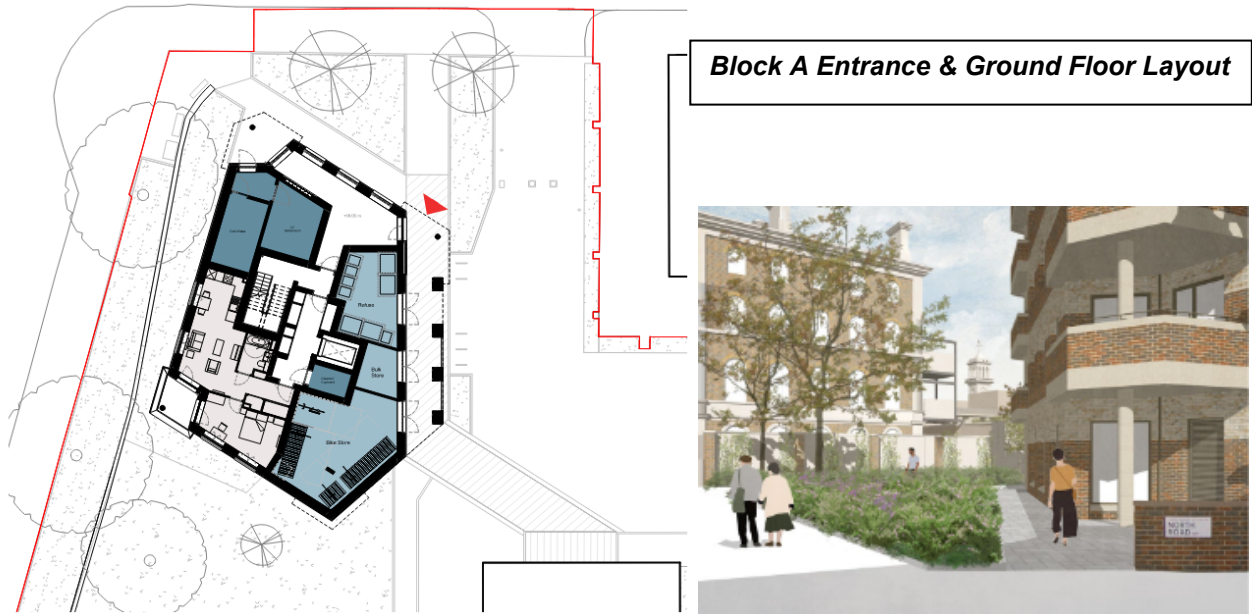 Block A Entrance & Ground Floor Layout
Refuse
Bulk
Store
Bike Store
NORTH
ROAD